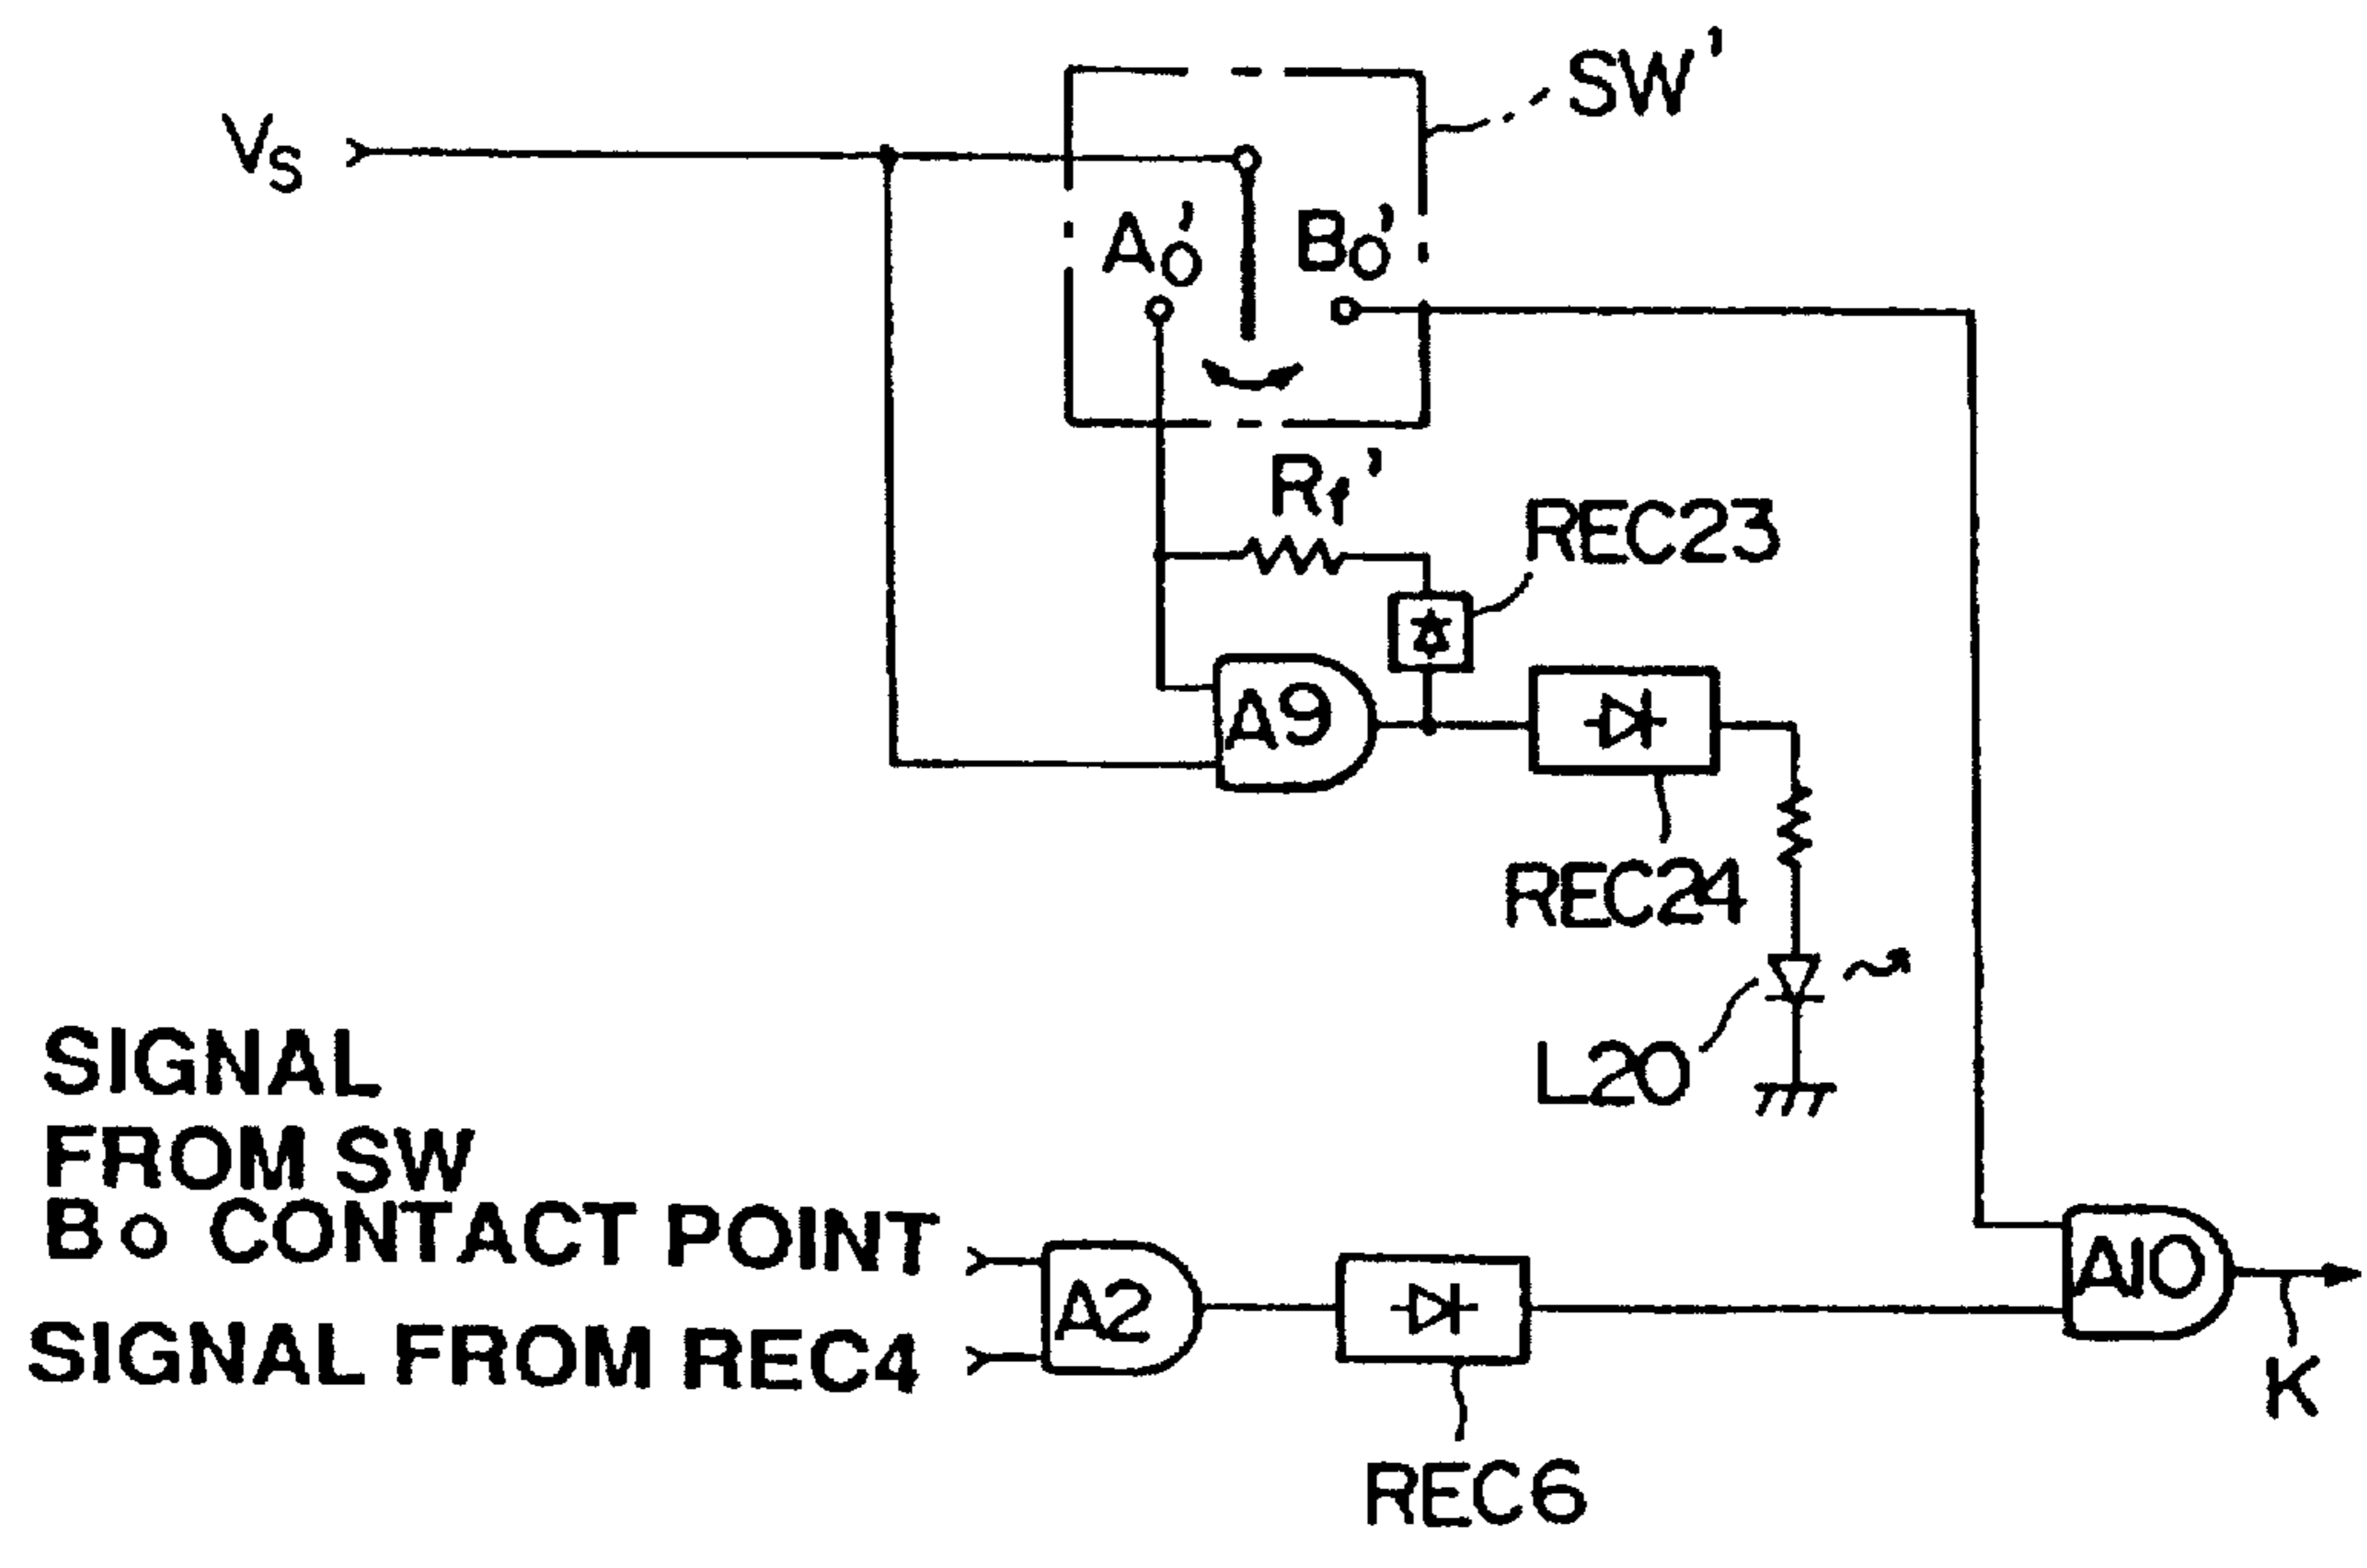 SW'
VS
A0' B0'
Rf'
REC23
A9
REC24
L20
SIGNAL
FROM SW
Bo CONTACT POINT
SIGNAL FROM REC4
A2
A10
K
REC6